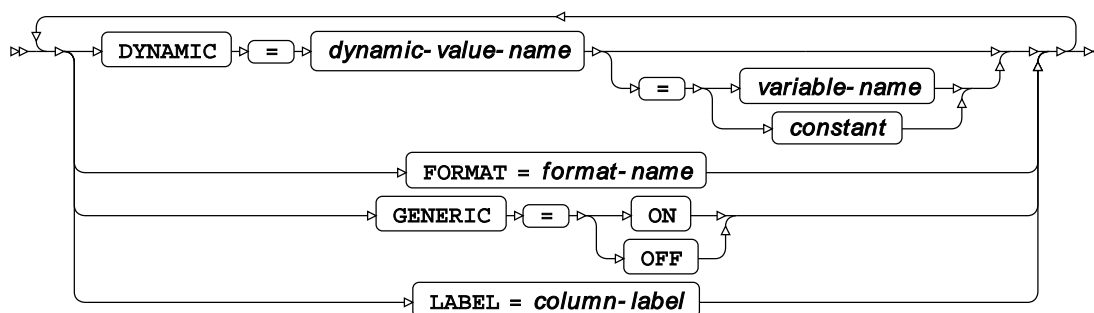 DYNAMIC = dynamic-value-name
= variable-name
constant
FORMAT = format-name
GENERIC = ON
OFF
LABEL = column-label